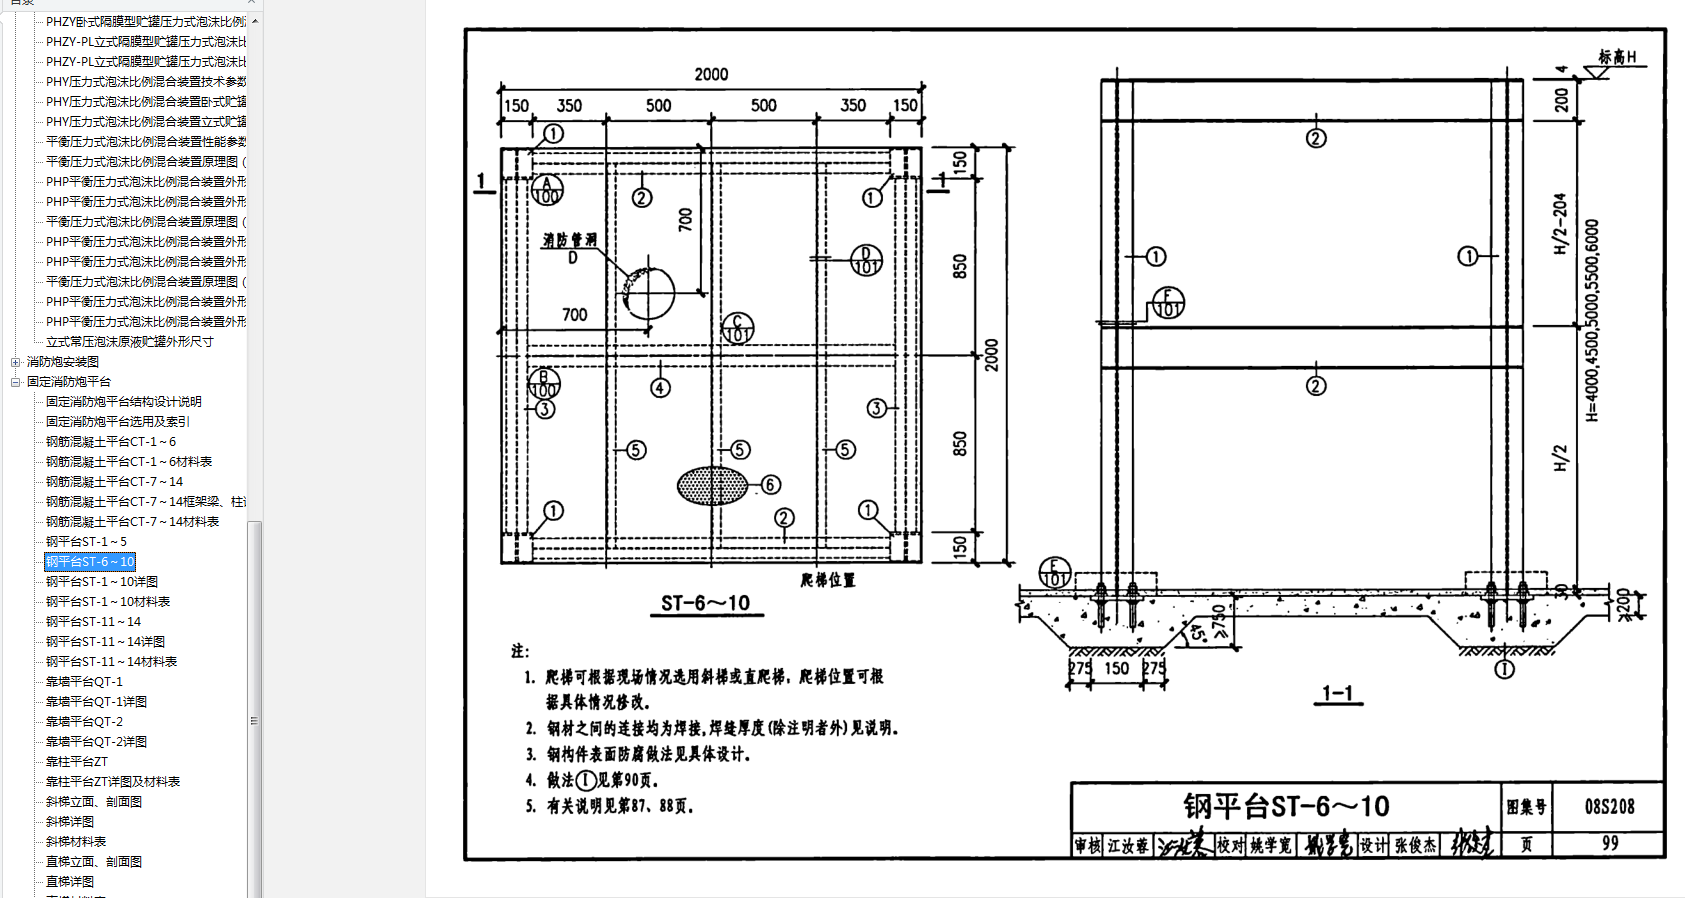 目录
PHZY卧式隔膜型贮罐压力式泡沫比例
PHZY-PL立式隔膜型贮罐压力式泡沫比
PHZY-PL立式隔膜型贮罐压力式泡沫比
PHY压力式泡沫比例混合装置技术参数
PHY压力式泡沫比例混合装置卧式贮罐
PHY压力式泡沫比例混合装置立式贮罐
平衡压力式泡沫比例混合装置性能参数
平衡压力式泡沫比例混合装置原理图 (
PHP平衡压力式泡沫比例混合装置外形
PHP平衡压力式泡沫比例混合装置外形
平衡压力式泡沫比例混合装置原理图 (
PHP平衡压力式泡沫比例混合装置外形
PHP平衡压力式泡沫比例混合装置外形
平衡压力式泡沫比例混合装置原理图 (
PHP平衡压力式泡沫比例混合装置外形
PHP平衡压力式泡沫比例混合装置外形
立式常压泡沫原液贮罐外形尺寸
消防炮安装图
固定消防炮平台
固定消防炮平台结构设计说明
固定消防炮平台选用及索引
钢筋混凝土平台CT-1～6
钢筋混凝土平台CT-1～6材料表
钢筋混凝土平台CT-7～14
钢筋混凝土平台CT-7～14框架梁、柱
钢筋混凝土平台CT-7～14材料表
钢平台ST-1～5
钢平台ST-6～10
钢平台ST-1～10详图
钢平台ST-1～10材料表
钢平台ST-11～14
钢平台ST-11～14详图
钢平台ST-11～14材料表
靠墙平台QT-1
靠墙平台QT-1详图
靠墙平台QT-2
靠墙平台QT-2详图
靠柱平台ZT
靠柱平台ZT详图及材料表
斜梯立面、剖面图
斜梯详图
斜梯材料表
直梯立面、剖面图
直梯详图
2000
150 350 500 500 350 150
①
1 1
A
100
② ①
150
700
消防管洞
D
D
101
850
700
C
101
2000
B
100
④
③ ③
⑤ ⑤ ⑤
850
⑥
① ② ①
150
爬梯位置
ST-6～10
标高H
4
200
②
H/2-204
① ①
F
101
H=4000,4500,5000,5500,6000
②
H/2
E
101
50
≥200
≥750
45°
275 150 275
Ⓘ
1-1
注:
1. 爬梯可根据现场情况选用斜梯或直爬梯，爬梯位置可根
据具体情况修改。
2. 钢材之间的连接均为焊接,焊缝厚度(除注明者外)见说明。
3. 钢构件表面防腐做法见具体设计。
4. 做法Ⓘ见第90页。
5. 有关说明见第87、88页。
钢平台ST-6～10 图集号 08S208
审核 江汝蓉 校对 姚学宽 设计 张俊杰 页 99